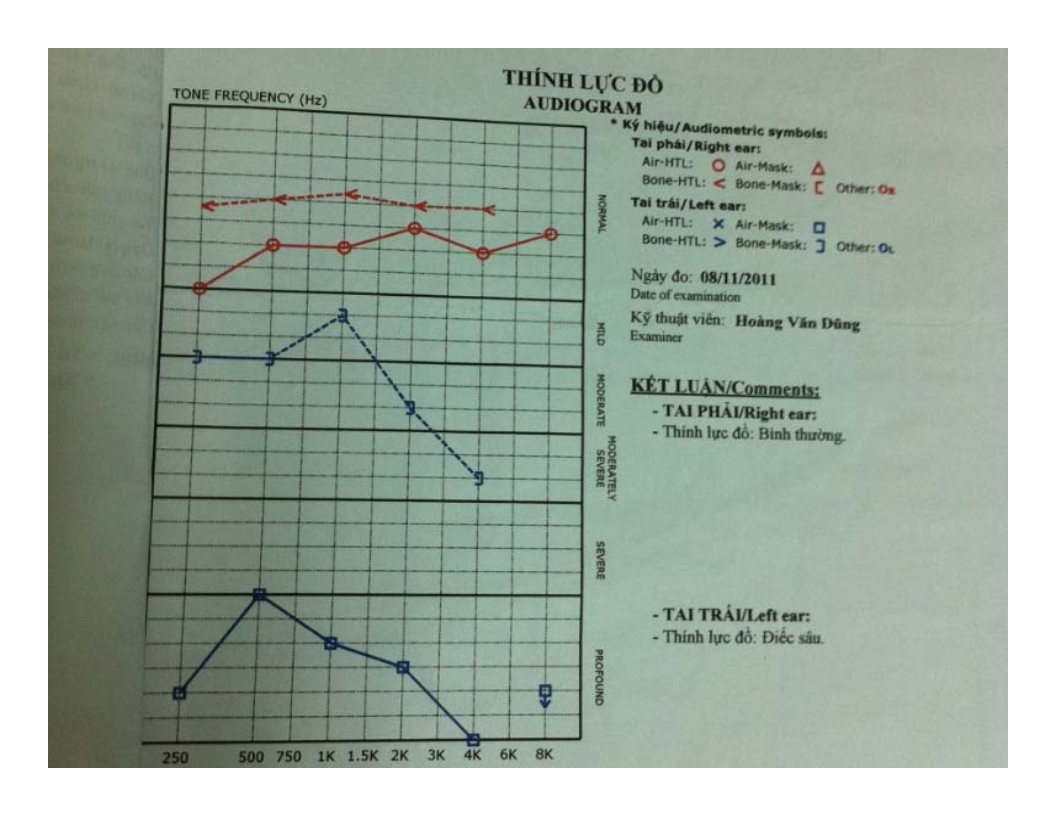 THÍNH LỰC ĐỒ
AUDIOGRAM
TONE FREQUENCY (Hz)
NORMAL
MILD
MODERATE
MODERATELY
SEVERE
SEVERE
PROFOUND
250 500 750 1K 1.5K 2K 3K 4K 6K 8K
* Ký hiệu/Audiometric symbols:
Tai phải/Right ear:
Air-HTL: Air-Mask:
Bone-HTL: < Bone-Mask: [ Other: OR
Tai trái/Left ear:
Air-HTL: × Air-Mask:
Bone-HTL: > Bone-Mask: ] Other: OL
Ngày đo: 08/11/2011
Date of examination
Kỹ thuật viên: Hoàng Văn Dũng
Examiner
KẾT LUẬN/Comments:
- TAI PHẢI/Right ear:
- Thính lực đồ: Bình thường.
- TAI TRÁI/Left ear:
- Thính lực đồ: Điếc sâu.